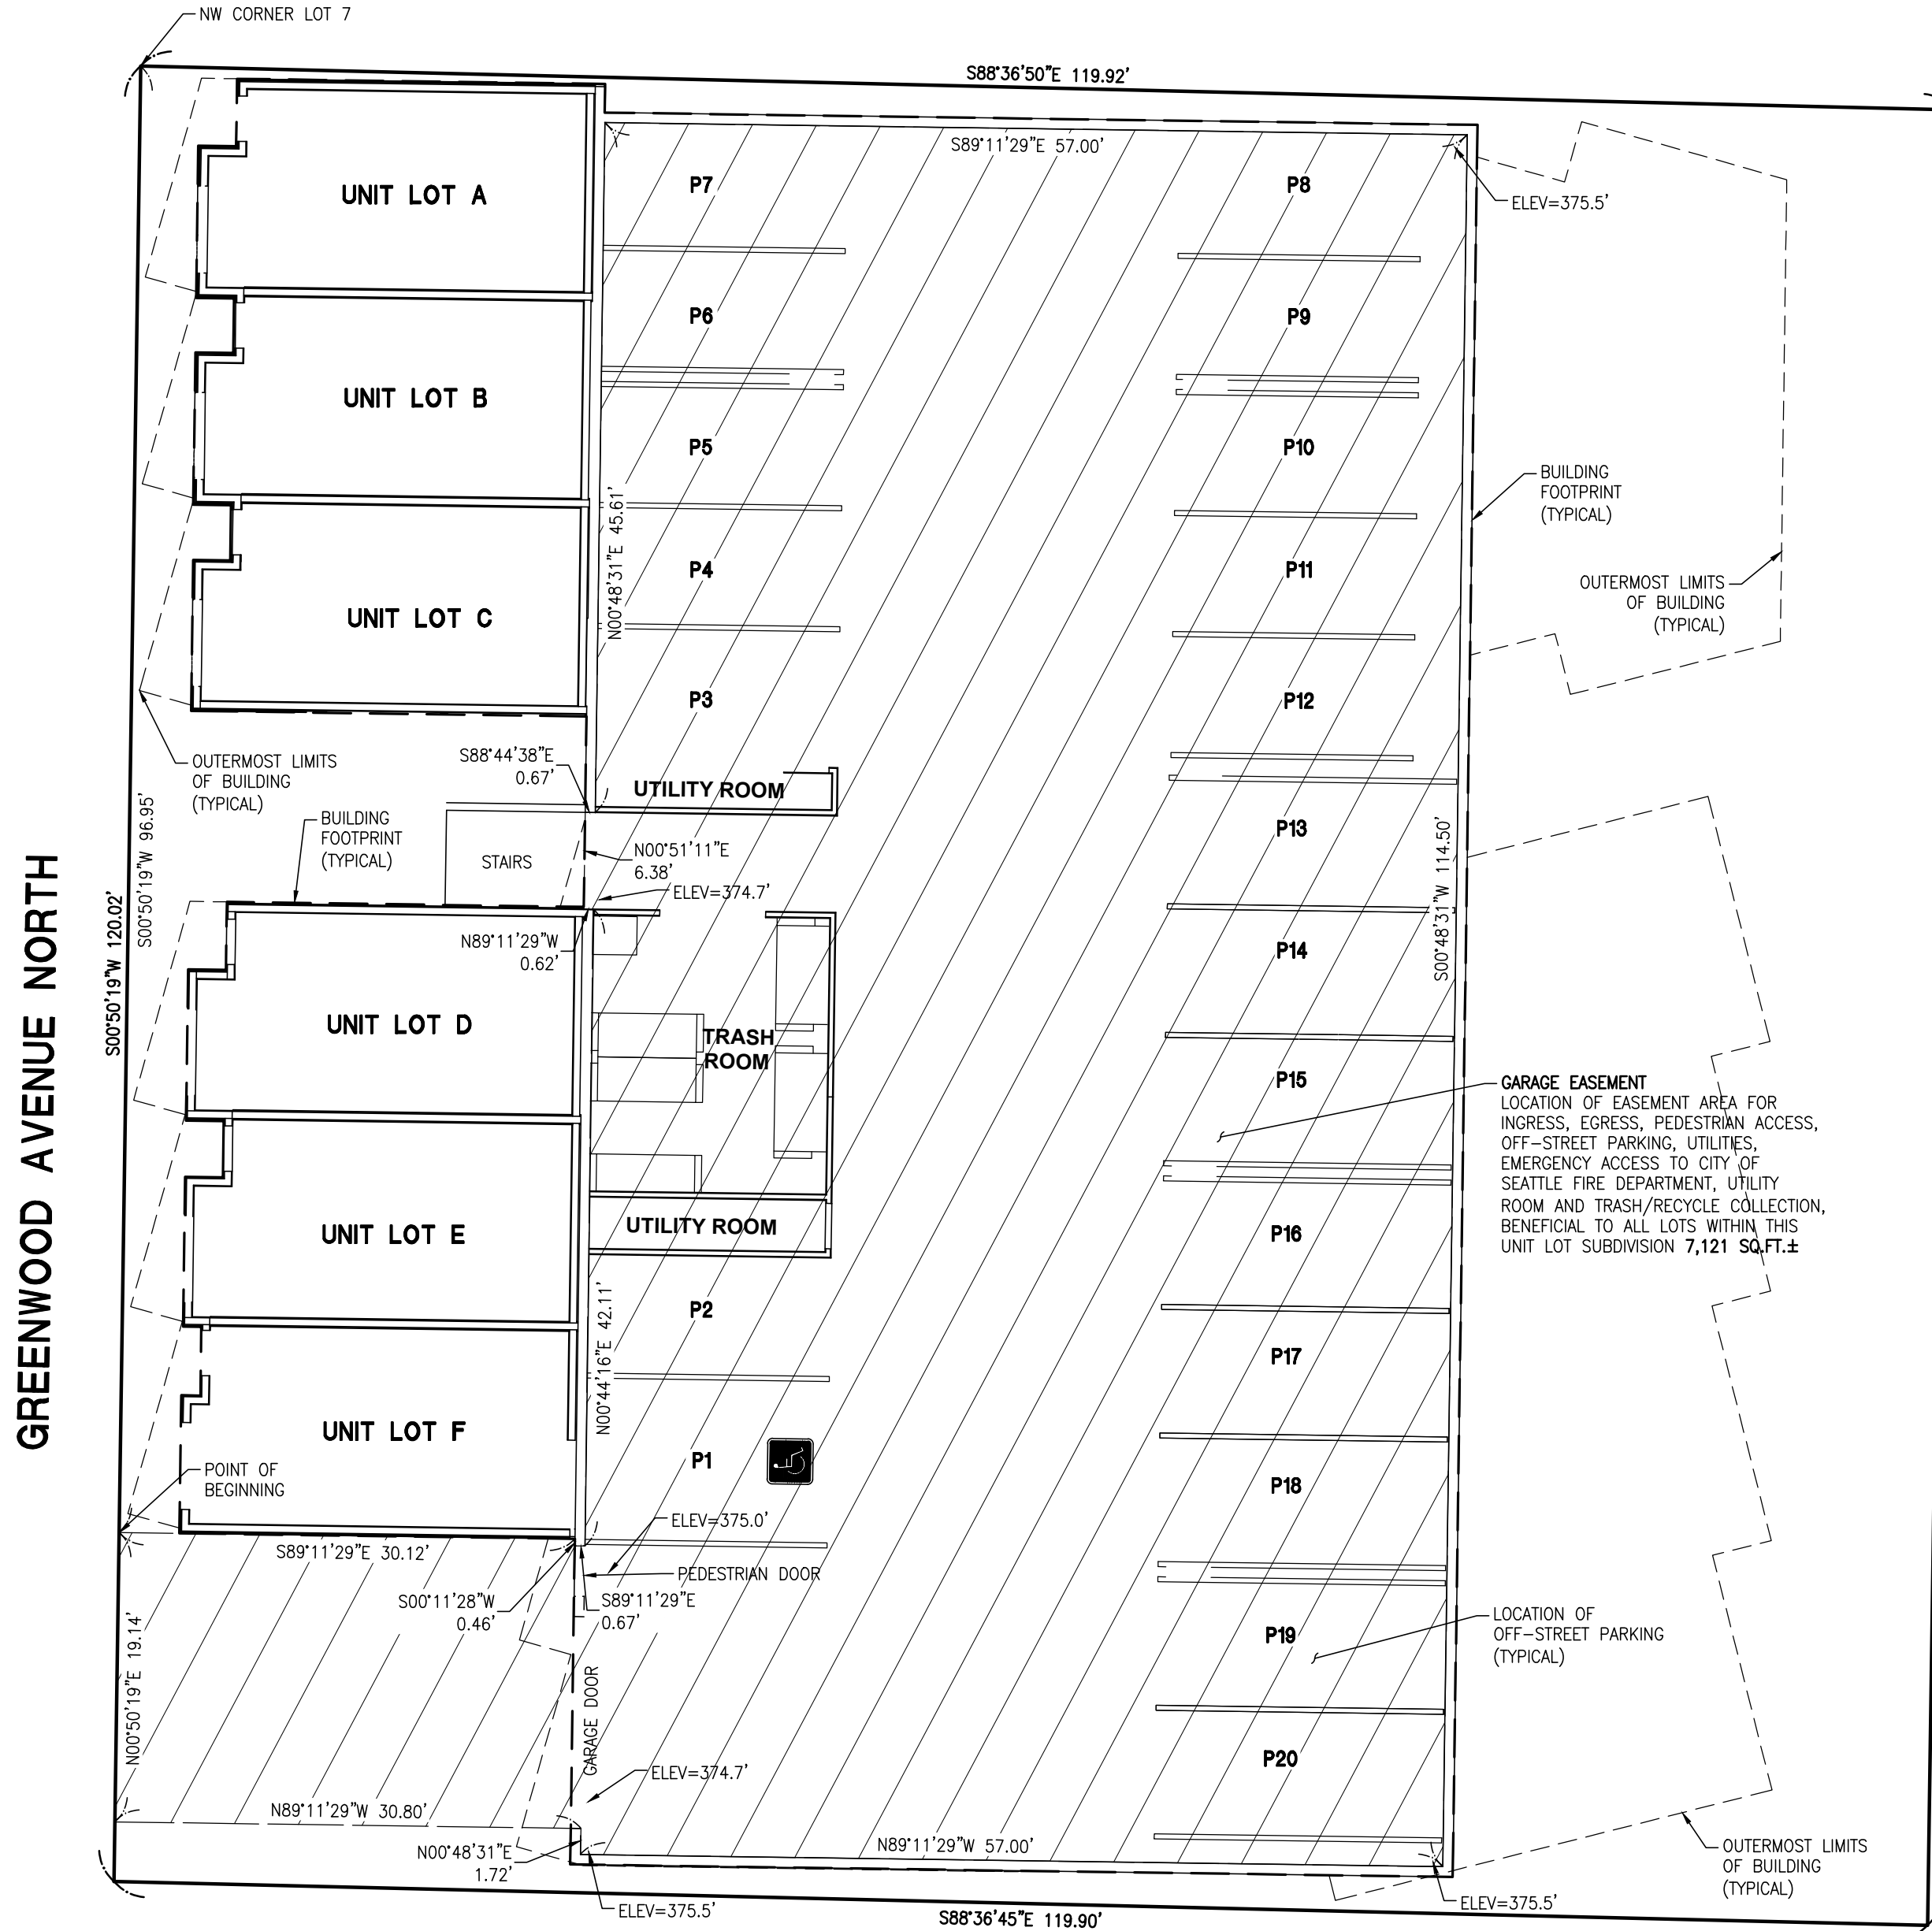 NW CORNER LOT 7
S88°36'50"E 119.92'
S89°11'29"E 57.00'
P7
P8
UNIT LOT A
ELEV=375.5'
P6
P9
UNIT LOT B
P5
P10
BUILDING
FOOTPRINT
(TYPICAL)
N00°48'31"E 45.61'
P4
P11
OUTERMOST LIMITS
OF BUILDING
(TYPICAL)
UNIT LOT C
P3
P12
OUTERMOST LIMITS
OF BUILDING
(TYPICAL)
S88°44'38"E
0.67'
UTILITY ROOM
BUILDING
FOOTPRINT
(TYPICAL)
P13
S00°48'31"W 114.50'
STAIRS
N00°51'11"E
6.38'
ELEV=374.7'
S00°50'19"W 96.95'
S00°50'19"W 120.02'
GREENWOOD AVENUE NORTH
N89°11'29"W
0.62'
P14
UNIT LOT D
TRASH
ROOM
P15
GARAGE EASEMENT
LOCATION OF EASEMENT AREA FOR
INGRESS, EGRESS, PEDESTRIAN ACCESS,
OFF-STREET PARKING, UTILITIES,
EMERGENCY ACCESS TO CITY OF
SEATTLE FIRE DEPARTMENT, UTILITY
ROOM AND TRASH/RECYCLE COLLECTION,
BENEFICIAL TO ALL LOTS WITHIN THIS
UNIT LOT SUBDIVISION 7,121 SQ.FT.±
UNIT LOT E
UTILITY ROOM
P16
P2
N00°44'16"E 42.11'
P17
UNIT LOT F
P1
P18
POINT OF
BEGINNING
ELEV=375.0'
S89°11'29"E 30.12'
PEDESTRIAN DOOR
S00°11'28"W
0.46'
S89°11'29"E
0.67'
P19
LOCATION OF
OFF-STREET PARKING
(TYPICAL)
N00°50'19"E 19.14'
GARAGE DOOR
P20
ELEV=374.7'
N89°11'29"W 30.80'
N00°48'31"E
1.72'
N89°11'29"W 57.00'
OUTERMOST LIMITS
OF BUILDING
(TYPICAL)
ELEV=375.5'
ELEV=375.5'
S88°36'45"E 119.90'